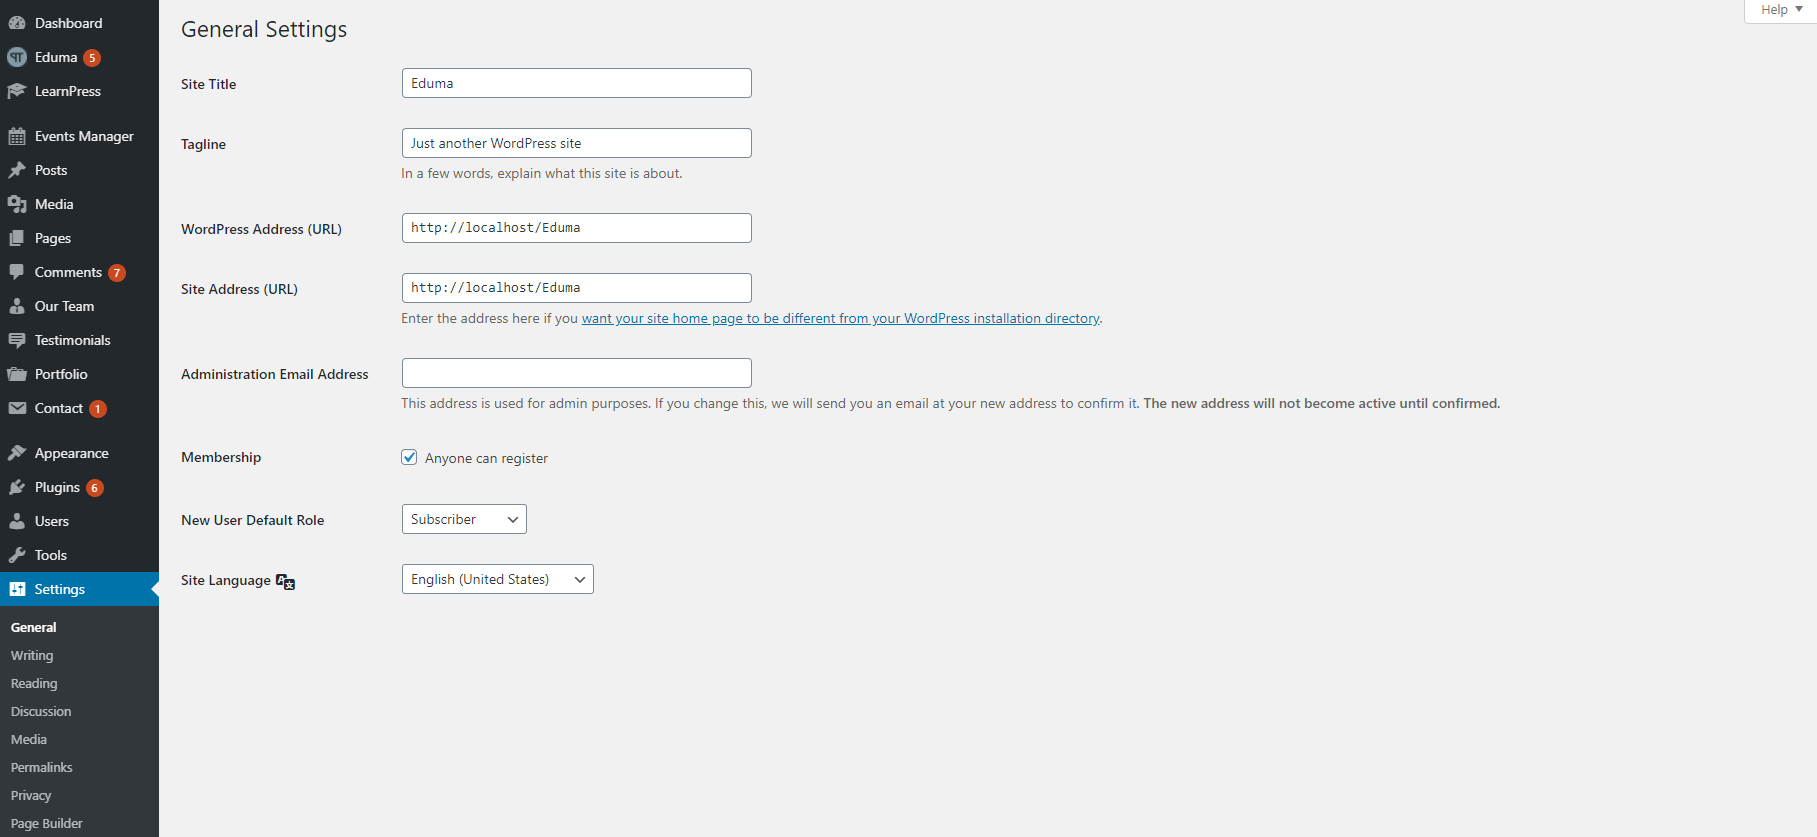 Dashboard
Eduma 5
LearnPress
Events Manager
Posts
Media
Pages
Comments 7
Our Team
Testimonials
Portfolio
Contact 1
Appearance
Plugins 6
Users
Tools
Settings
General
Writing
Reading
Discussion
Media
Permalinks
Privacy
Page Builder
Help
General Settings
Site Title
Eduma
Tagline
Just another WordPress site
In a few words, explain what this site is about.
WordPress Address (URL)
http://localhost/Eduma
Site Address (URL)
http://localhost/Eduma
Enter the address here if you want your site home page to be different from your WordPress installation directory.
Administration Email Address
This address is used for admin purposes. If you change this, we will send you an email at your new address to confirm it. The new address will not become active until confirmed.
Membership
Anyone can register
New User Default Role
Subscriber
Site Language
English (United States)